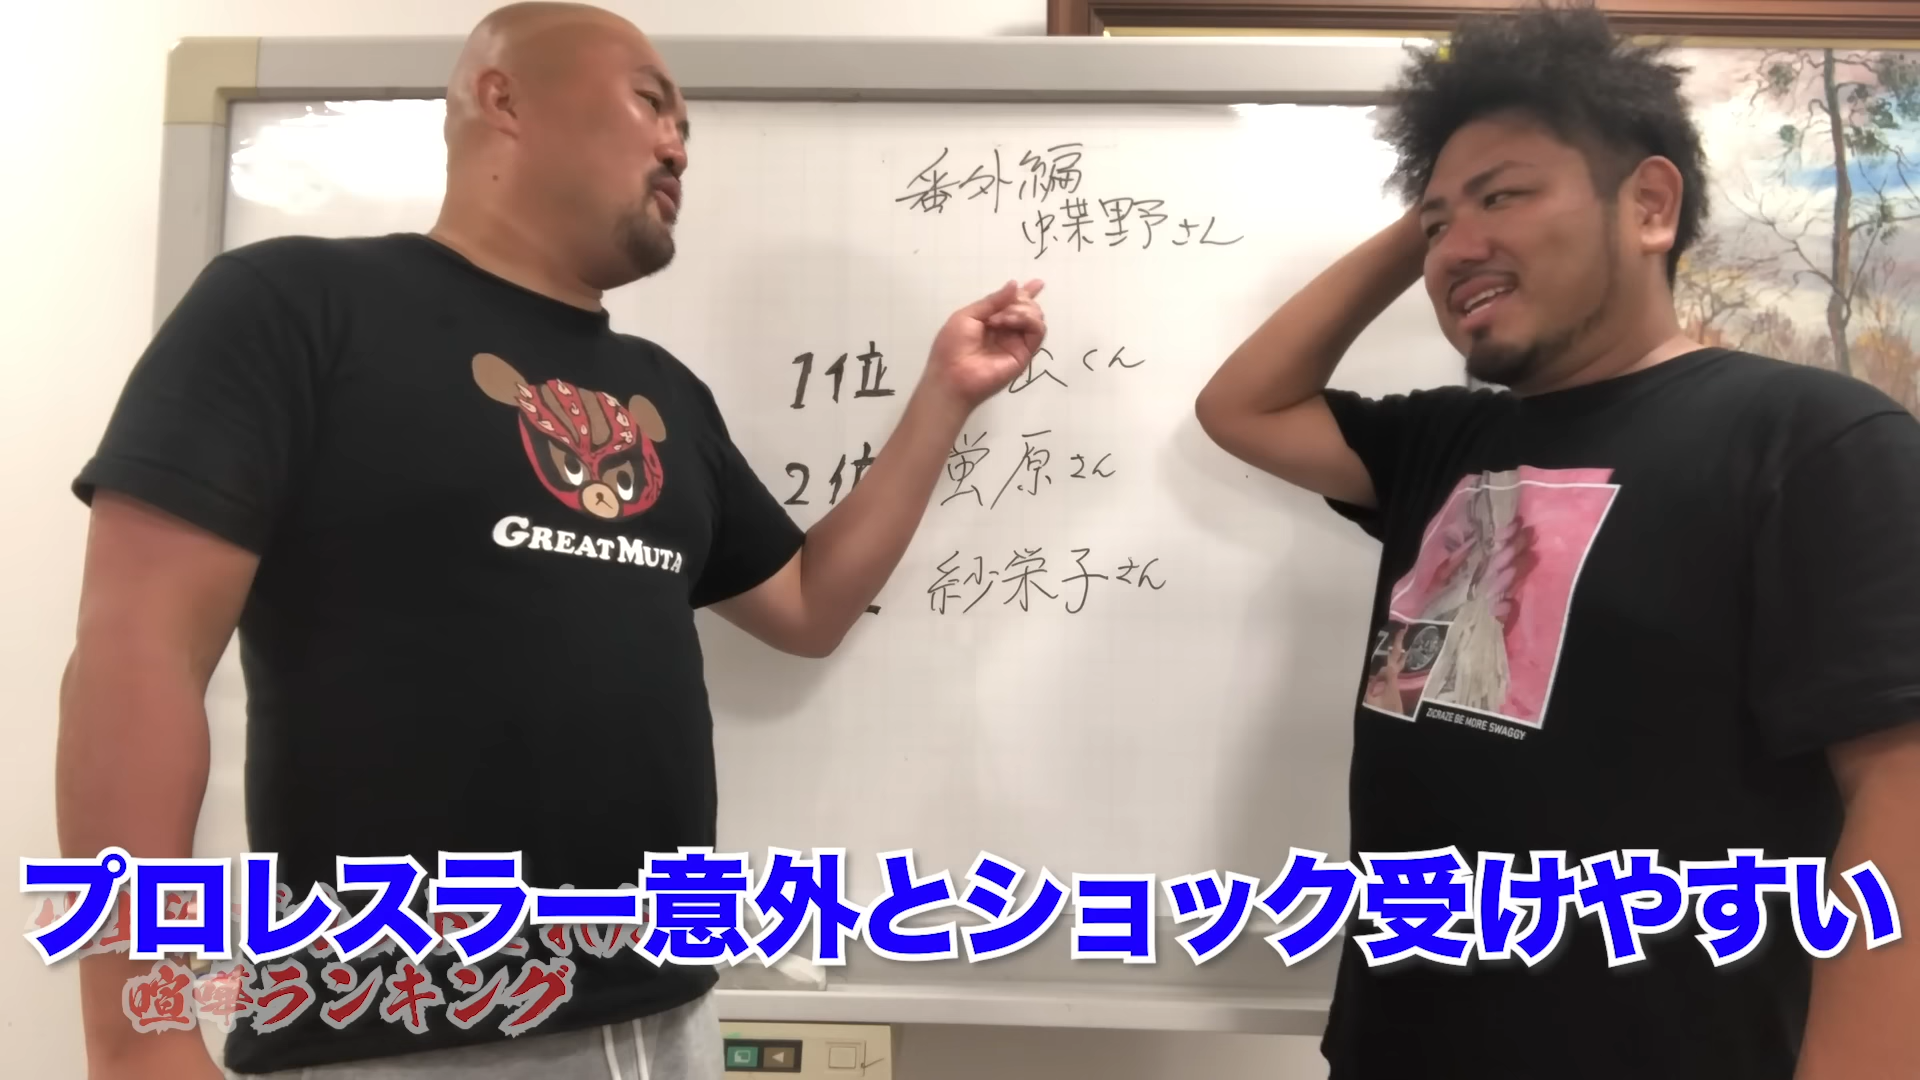 番外編
蝶野さん
1位 山くん
2位 蛍原さん
紗栄子さん
GREAT MUTA
ZICRAZE BE MORE SWAGGY
プロレスラー意外とショック受けやすい
喧嘩ランキング